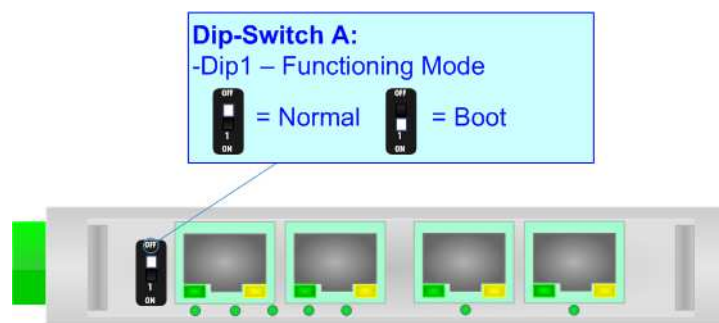 Dip-Switch A:
-Dip1 – Functioning Mode
OFF
1
ON
= Normal
OFF
1
ON
= Boot
OFF
1
ON